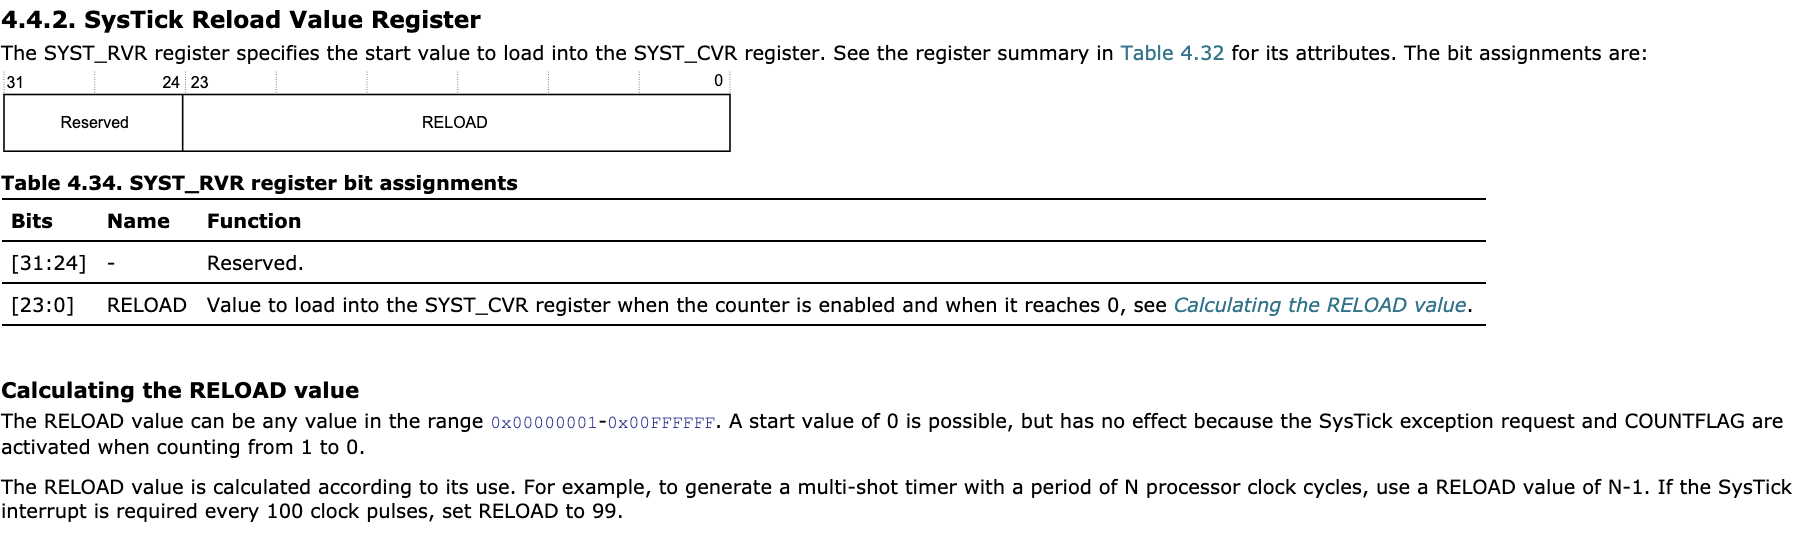 4.4.2. SysTick Reload Value Register
The SYST_RVR register specifies the start value to load into the SYST_CVR register. See the register summary in Table 4.32 for its attributes. The bit assignments are:
31 24 23 0
Reserved RELOAD
Table 4.34. SYST_RVR register bit assignments
Bits Name Function
[31:24] - Reserved.
[23:0] RELOAD Value to load into the SYST_CVR register when the counter is enabled and when it reaches 0, see Calculating the RELOAD value.
Calculating the RELOAD value
The RELOAD value can be any value in the range 0x00000001-0x00FFFFFF. A start value of 0 is possible, but has no effect because the SysTick exception request and COUNTFLAG are
activated when counting from 1 to 0.
The RELOAD value is calculated according to its use. For example, to generate a multi-shot timer with a period of N processor clock cycles, use a RELOAD value of N-1. If the SysTick
interrupt is required every 100 clock pulses, set RELOAD to 99.